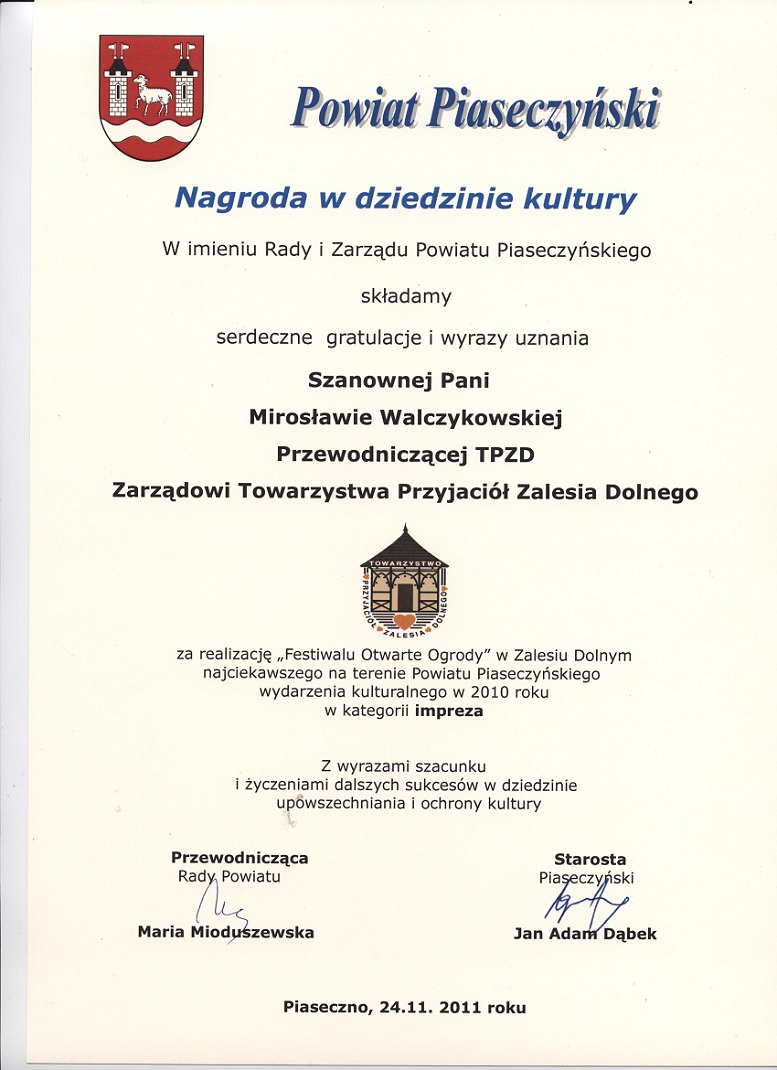 Powiat Piaseczyński
Nagroda w dziedzinie kultury
W imieniu Rady i Zarządu Powiatu Piaseczyńskiego
składamy
serdeczne gratulacje i wyrazy uznania
Szanownej Pani
Mirosławie Walczykowskiej
Przewodniczącej TPZD
Zarządowi Towarzystwa Przyjaciół Zalesia Dolnego
TOWARZYSTWO
PRZYJACIÓŁ ZALESIA DOLNEGO
za realizację „Festiwalu Otwarte Ogrody” w Zalesiu Dolnym
najciekawszego na terenie Powiatu Piaseczyńskiego
wydarzenia kulturalnego w 2010 roku
w kategorii impreza
Z wyrazami szacunku
i życzeniami dalszych sukcesów w dziedzinie
upowszechniania i ochrony kultury
Przewodnicząca
Rady Powiatu
Maria Mioduszewska
Starosta
Piaseczyński
Jan Adam Dąbek
Piaseczno, 24.11. 2011 roku